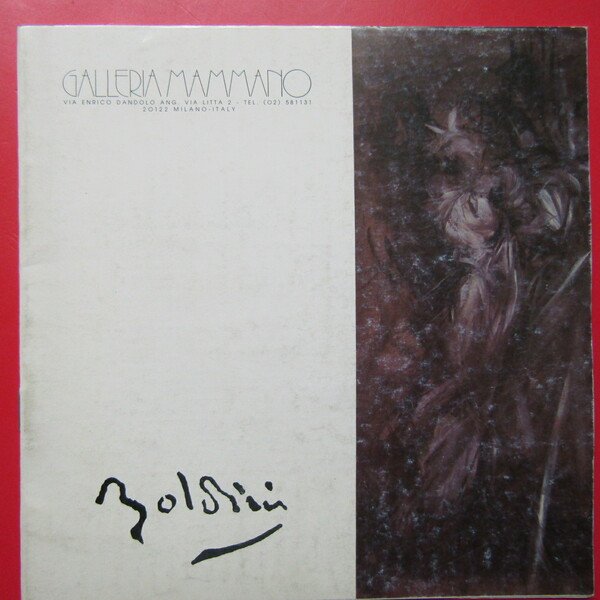 GALLERIA MAMMANO
VIA ENRICO DANDOLO ANG. VIA LITTA 2 - TEL. (02) 581131
20122 MILANO-ITALY
Boldini